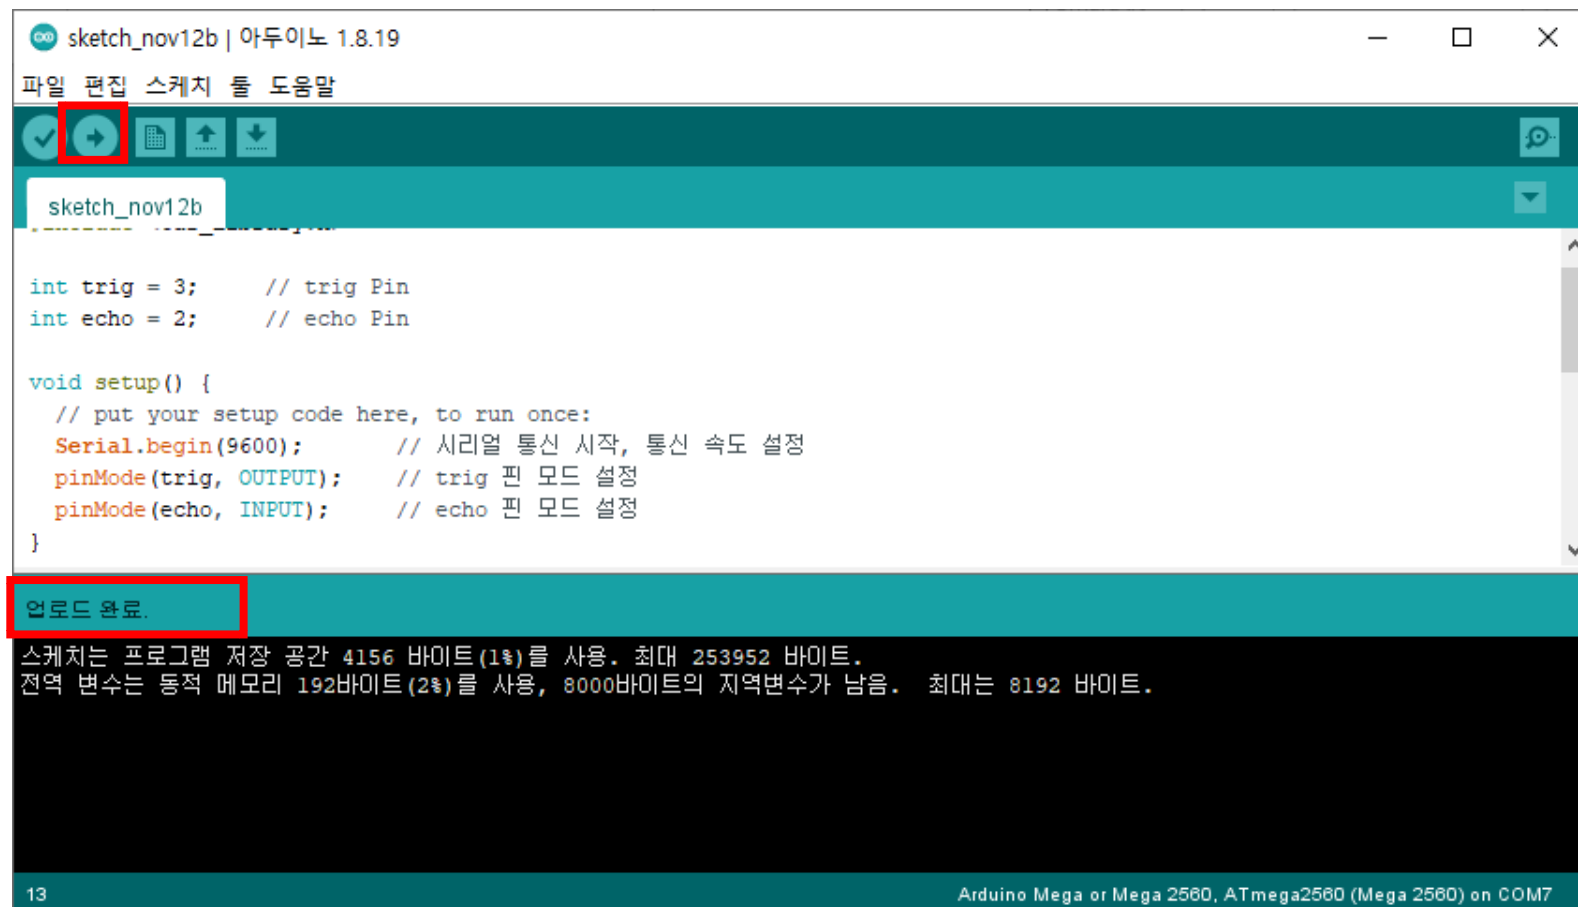 sketch_nov12b | 아두이노 1.8.19
파일 편집 스케치 툴 도움말
sketch_nov12b
int trig = 3;     // trig Pin
int echo = 2;     // echo Pin
void setup() {
  // put your setup code here, to run once:
  Serial.begin(9600);       // 시리얼 통신 시작, 통신 속도 설정
  pinMode(trig, OUTPUT);    // trig 핀 모드 설정
  pinMode(echo, INPUT);     // echo 핀 모드 설정
}
업로드 완료.
스케치는 프로그램 저장 공간 4156 바이트(1%)를 사용. 최대 253952 바이트.
전역 변수는 동적 메모리 192바이트(2%)를 사용, 8000바이트의 지역변수가 남음.  최대는 8192 바이트.
13
Arduino Mega or Mega 2560, ATmega2560 (Mega 2560) on COM7